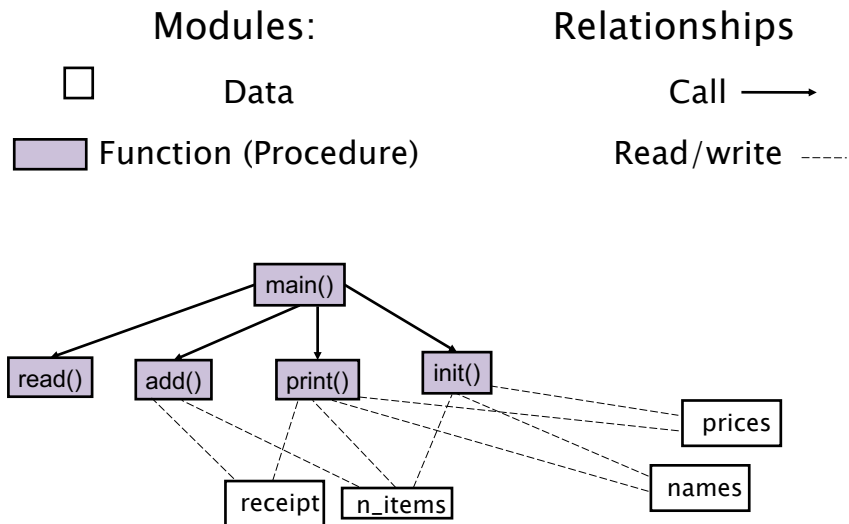 Modules:
Relationships
Data
Call
Function (Procedure)
Read/write
main()
read()
add()
print()
init()
prices
names
receipt
n_items